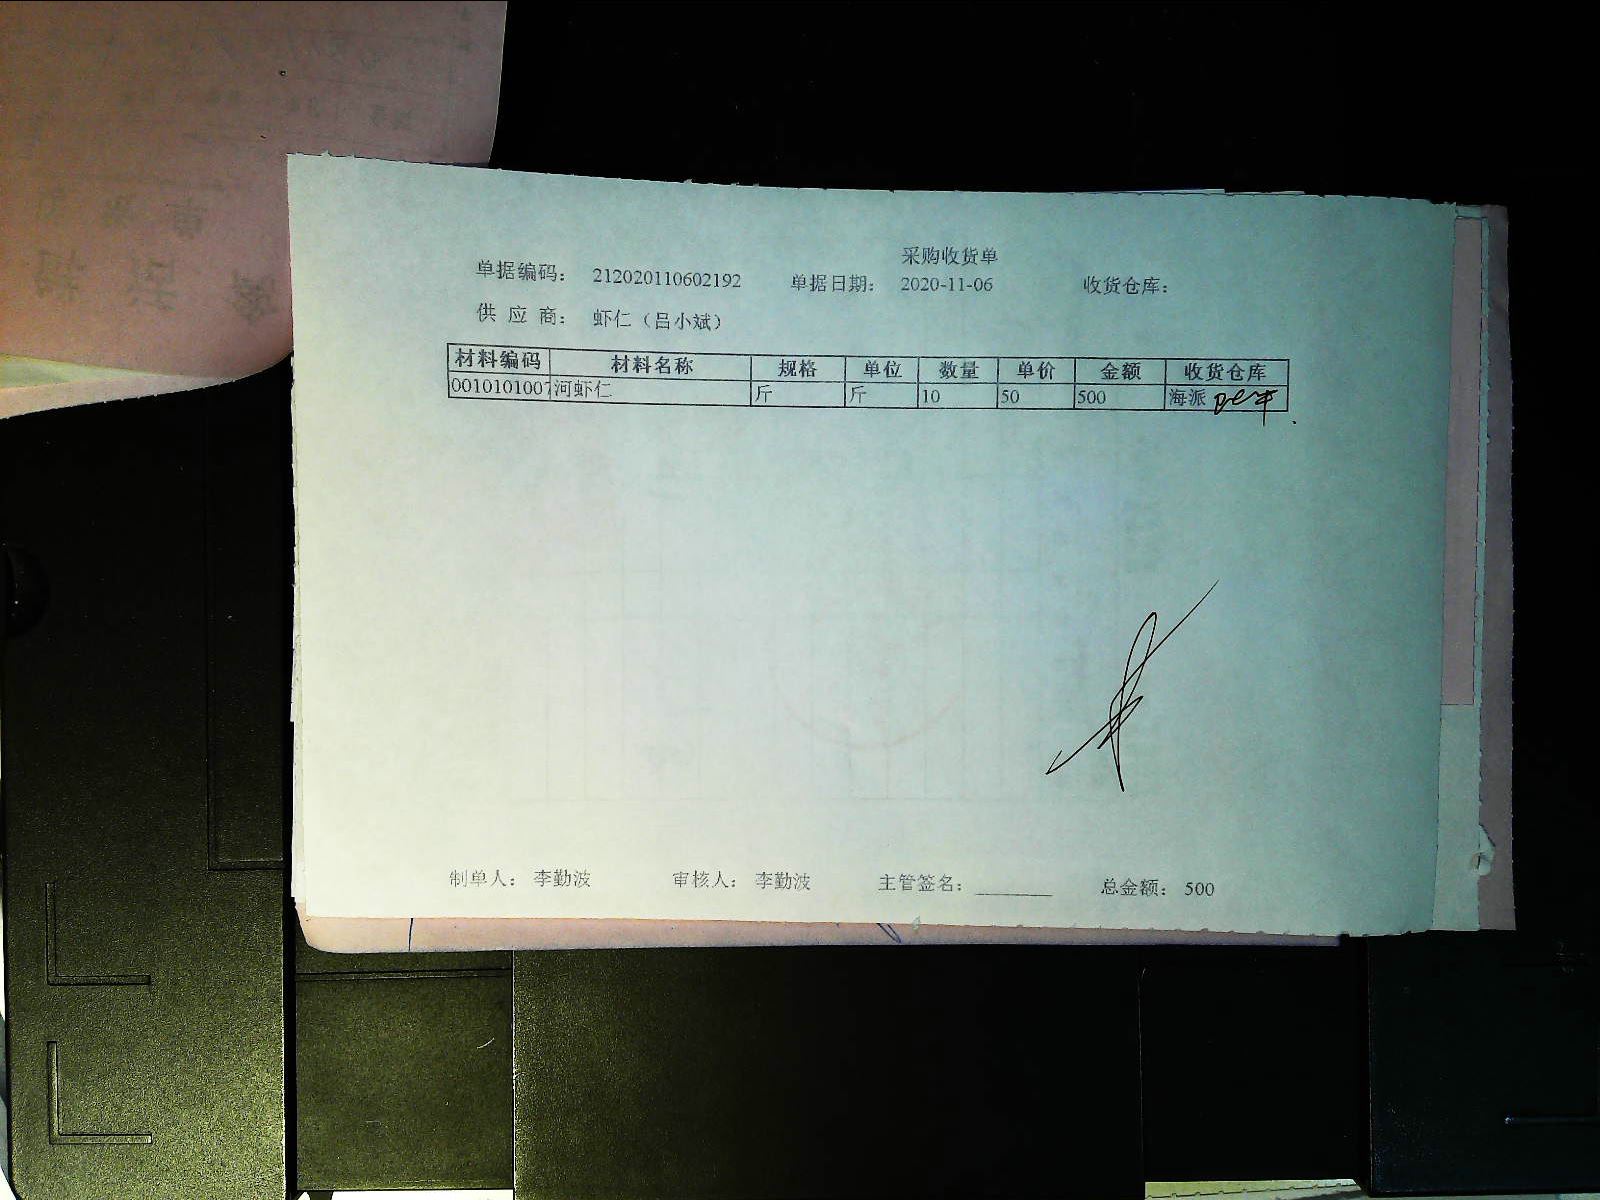 采购收货单
单据编码： 212020110602192 单据日期： 2020-11-06 收货仓库：
供 应 商： 虾仁（吕小斌）
材料编码 材料名称 规格 单位 数量 单价 金额 收货仓库
0010101007 河虾仁 斤 斤 10 50 500 海派
制单人： 李勤波 审核人： 李勤波 主管签名： 总金额： 500